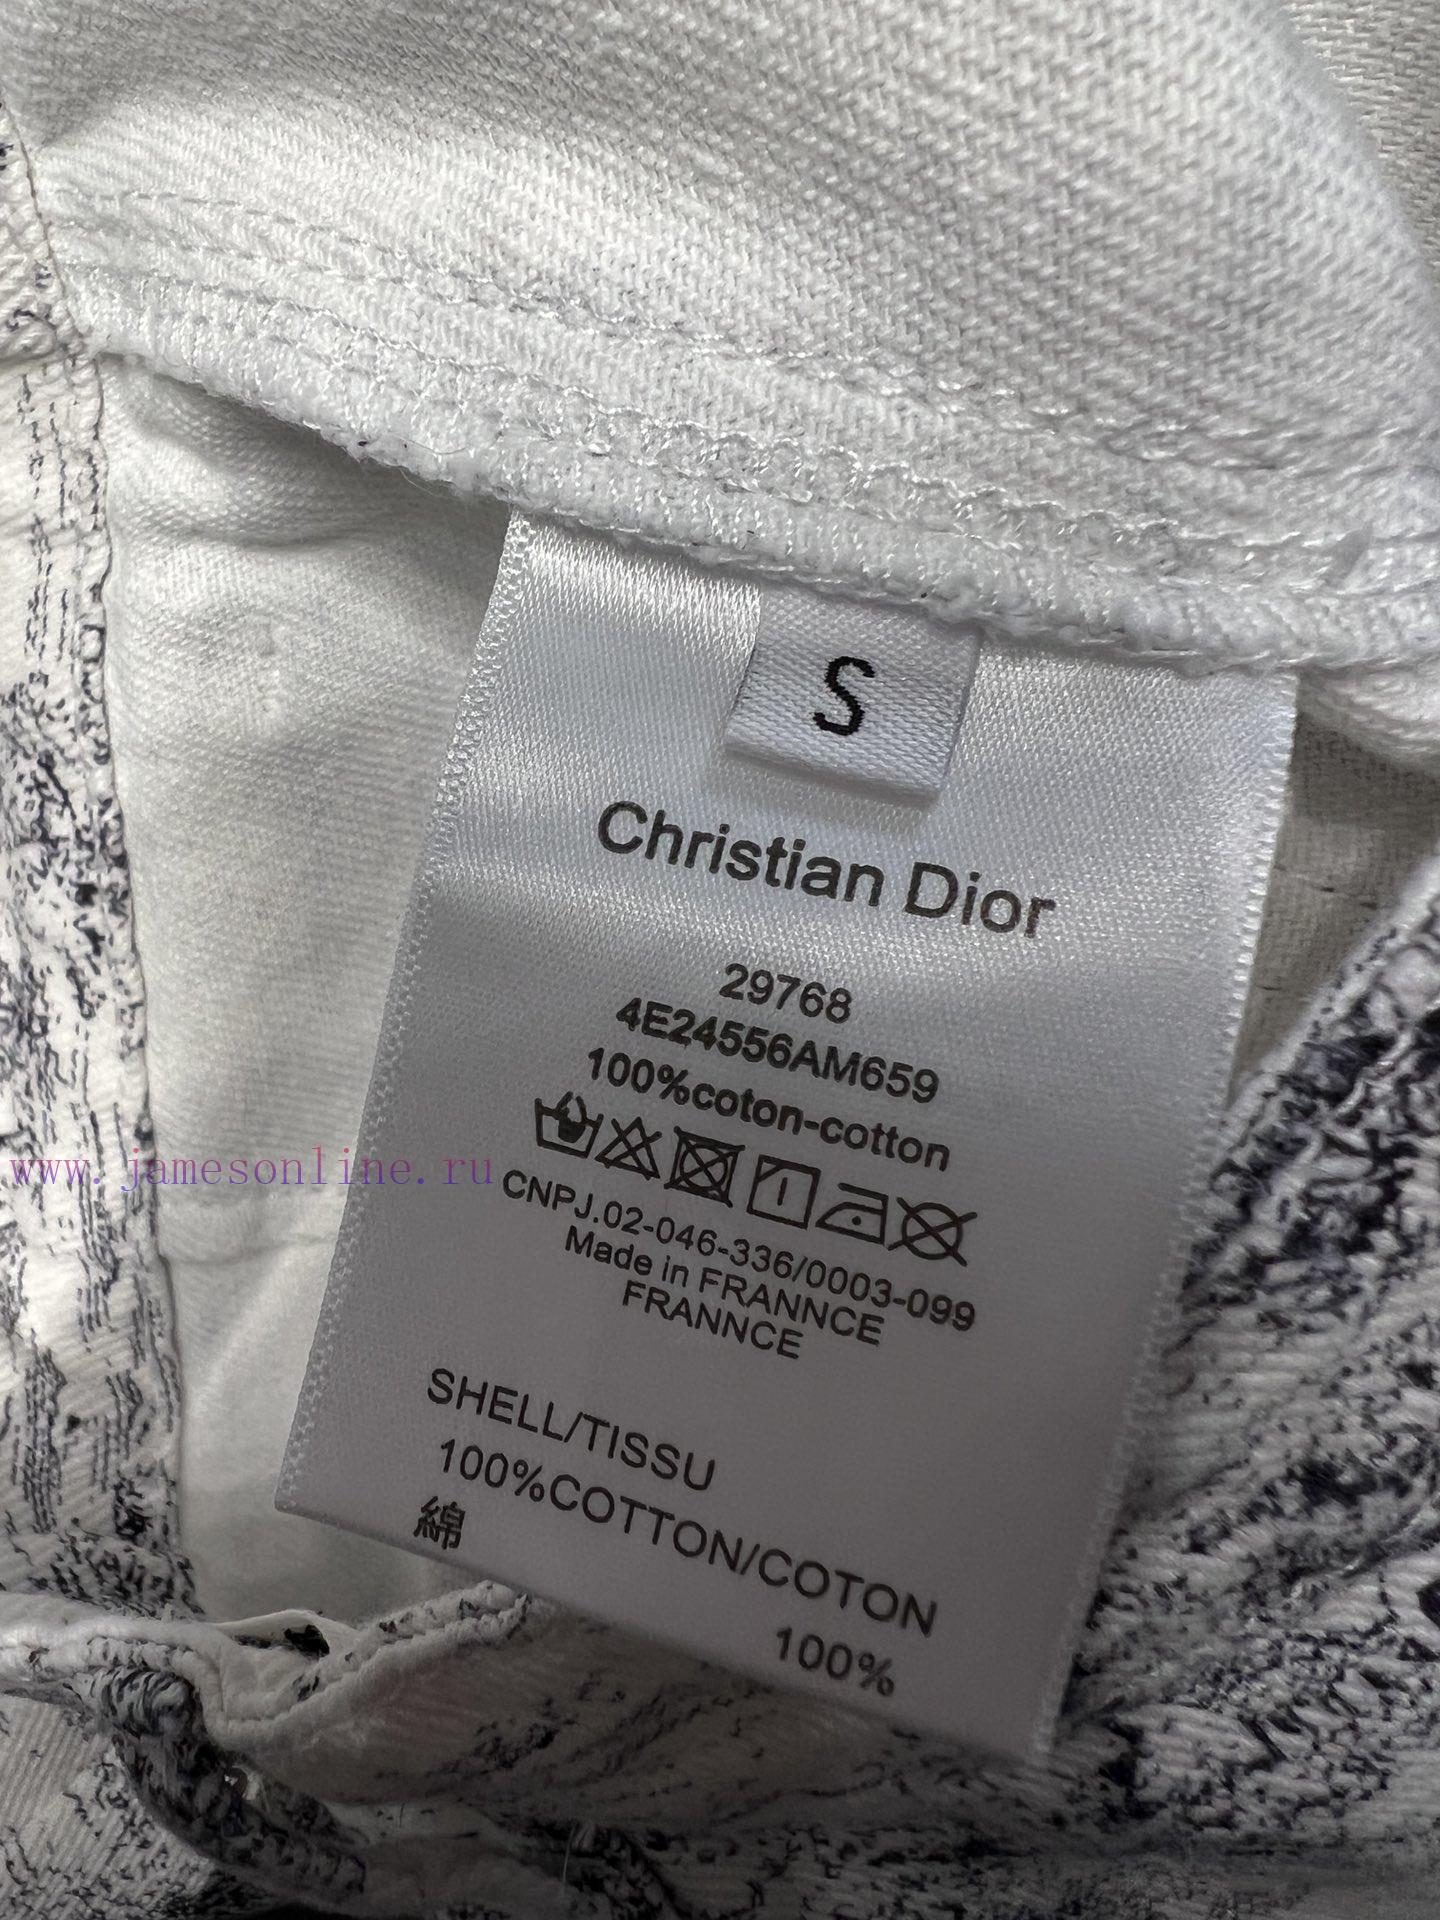 S
Christian Dior
29768
4E24556AM659
100%coton-cotton
www.jamesonline.ru
CNPJ.02-046-336/0003-099
Made in FRANNCE
FRANNCE
SHELL/TISSU
100%COTTON/COTON
綿
100%